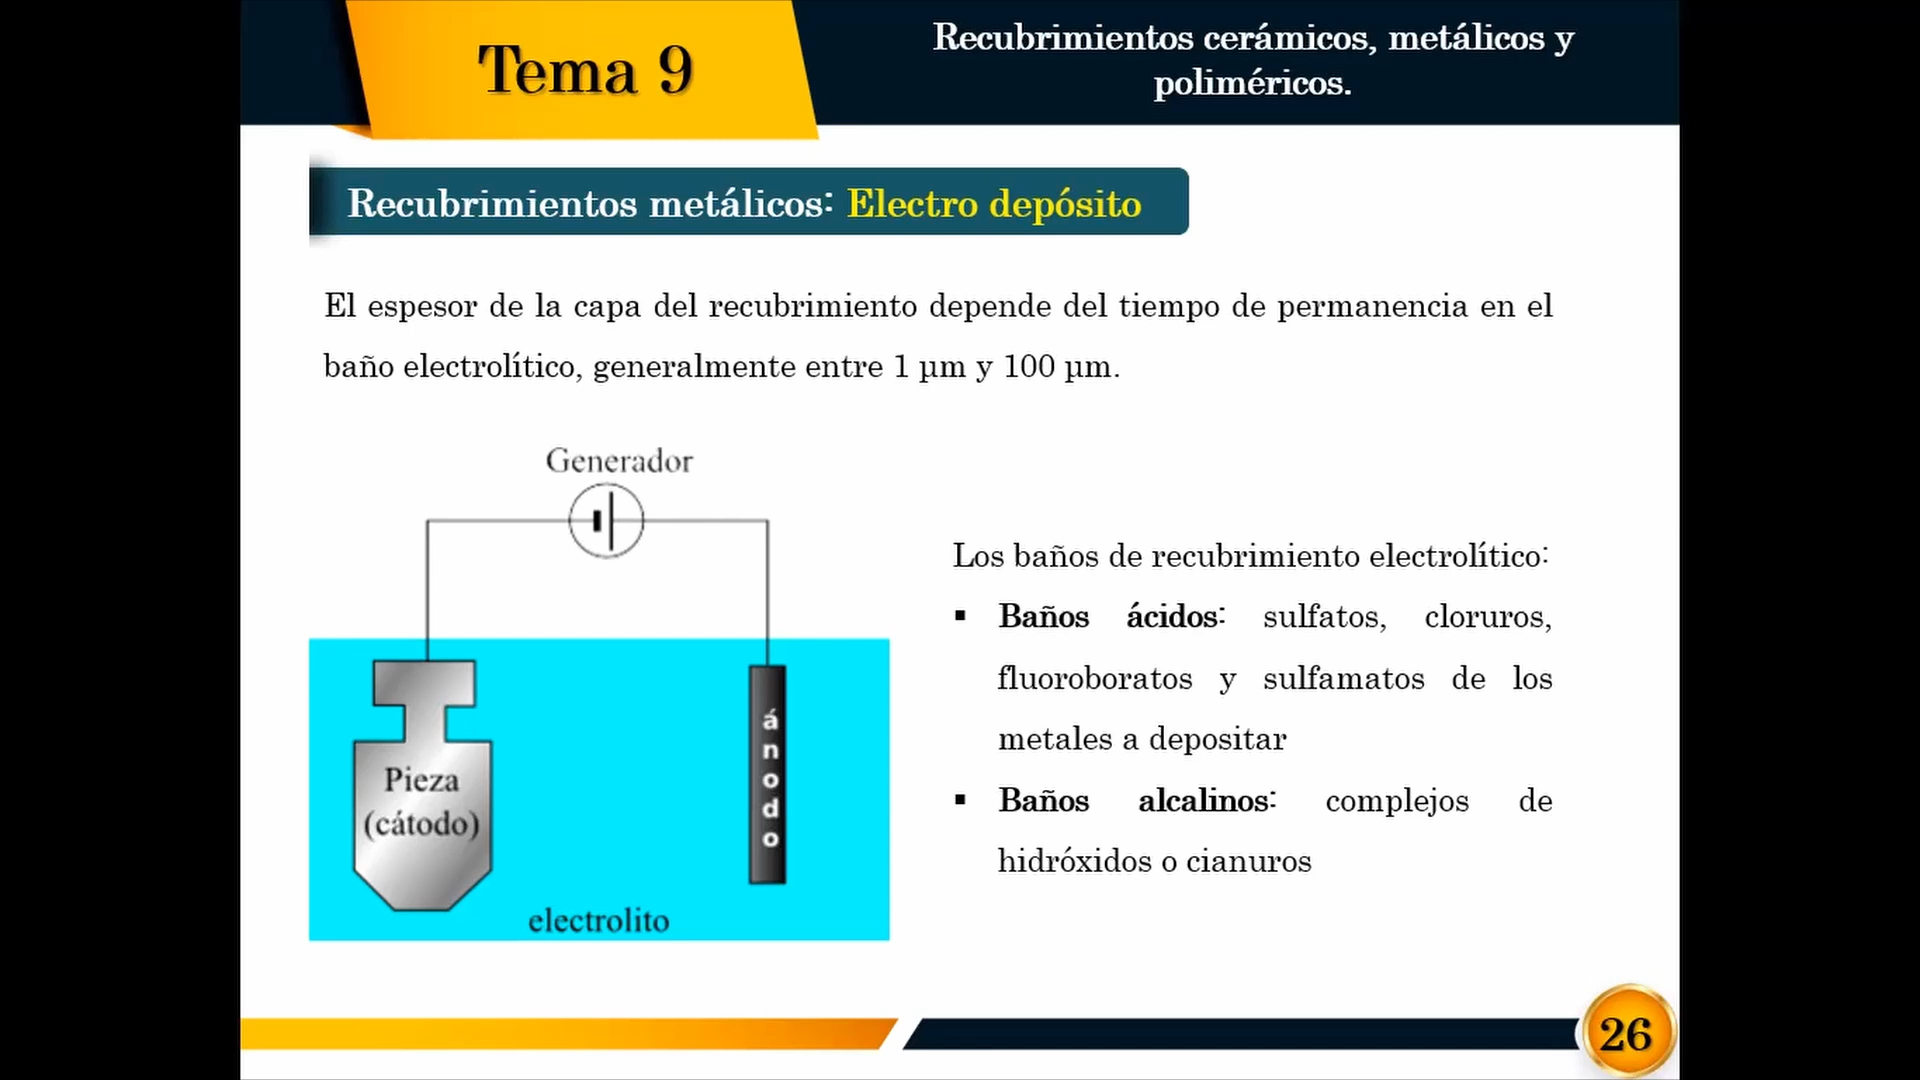 Tema 9
Recubrimientos cerámicos, metálicos y
poliméricos.
Recubrimientos metálicos: Electro depósito
El espesor de la capa del recubrimiento depende del tiempo de permanencia en el
baño electrolítico, generalmente entre 1 µm y 100 µm.
Generador
Pieza
(cátodo)
ánodo
electrolito
Los baños de recubrimiento electrolítico:
▪ Baños ácidos: sulfatos, cloruros,
fluoroboratos y sulfamatos de los
metales a depositar
▪ Baños alcalinos: complejos de
hidróxidos o cianuros
26